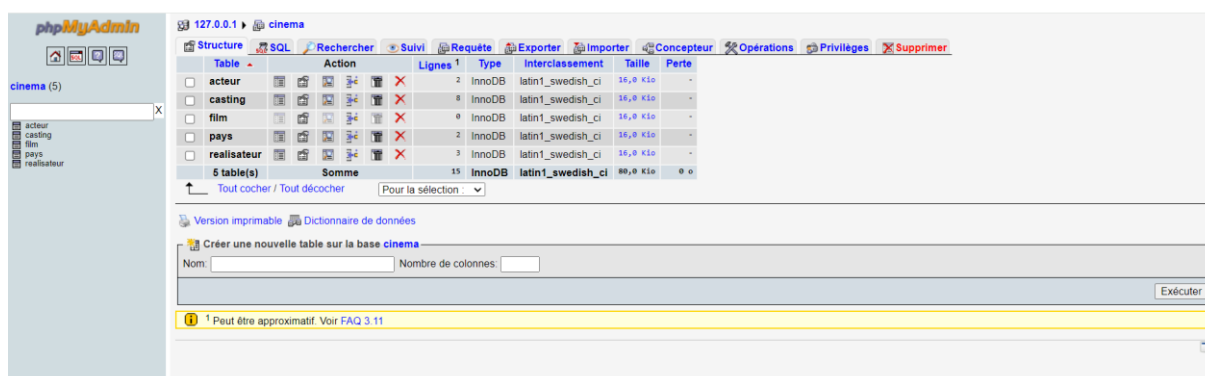 phpMyAdmin
127.0.0.1 ▸ cinema
Structure SQL Rechercher Suivi Requête Exporter Importer Concepteur Opérations Privilèges Supprimer
cinema (5)
X
acteur
casting
film
pays
realisateur
Table Action Lignes 1 Type Interclassement Taille Perte
acteur 2 InnoDB latin1_swedish_ci 16,0 Kio -
casting 8 InnoDB latin1_swedish_ci 16,0 Kio -
film 0 InnoDB latin1_swedish_ci 16,0 Kio -
pays 2 InnoDB latin1_swedish_ci 16,0 Kio -
realisateur 3 InnoDB latin1_swedish_ci 16,0 Kio -
5 table(s) Somme 15 InnoDB latin1_swedish_ci 80,0 Kio 0 o
Tout cocher / Tout décocher Pour la sélection :
Version imprimable Dictionnaire de données
Créer une nouvelle table sur la base cinema
Nom: Nombre de colonnes:
Exécuter
1 Peut être approximatif. Voir FAQ 3.11